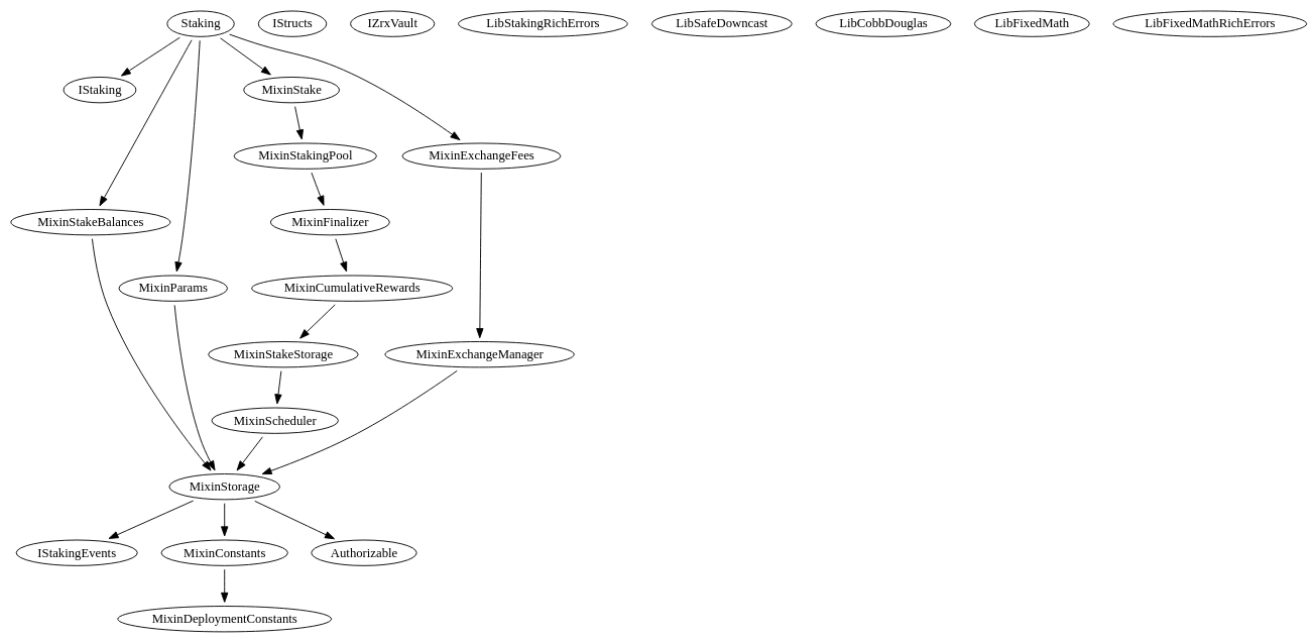 Staking
IStructs
IZrxVault
LibStakingRichErrors
LibSafeDowncast
LibCobbDouglas
LibFixedMath
LibFixedMathRichErrors
IStaking
MixinStake
MixinStakingPool
MixinExchangeFees
MixinStakeBalances
MixinFinalizer
MixinParams
MixinCumulativeRewards
MixinStakeStorage
MixinExchangeManager
MixinScheduler
MixinStorage
IStakingEvents
MixinConstants
Authorizable
MixinDeploymentConstants